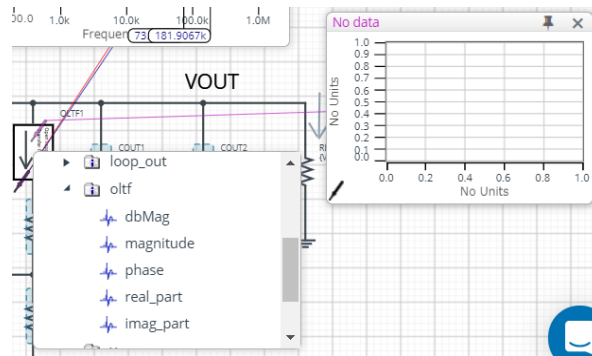 00.0 1.0k 10.0k 100.0k 1.0M
Frequen 73 181.9067k
No data
1.0
0.9
0.8
0.7
0.6
0.5
0.4
0.3
0.2
0.1
0.0
No Units
0.0 0.2 0.4 0.6 0.8 1.0
No Units
VOUT
OLTF1
COUT1
COUT2
loop_out
oltf
dbMag
magnitude
phase
real_part
imag_part